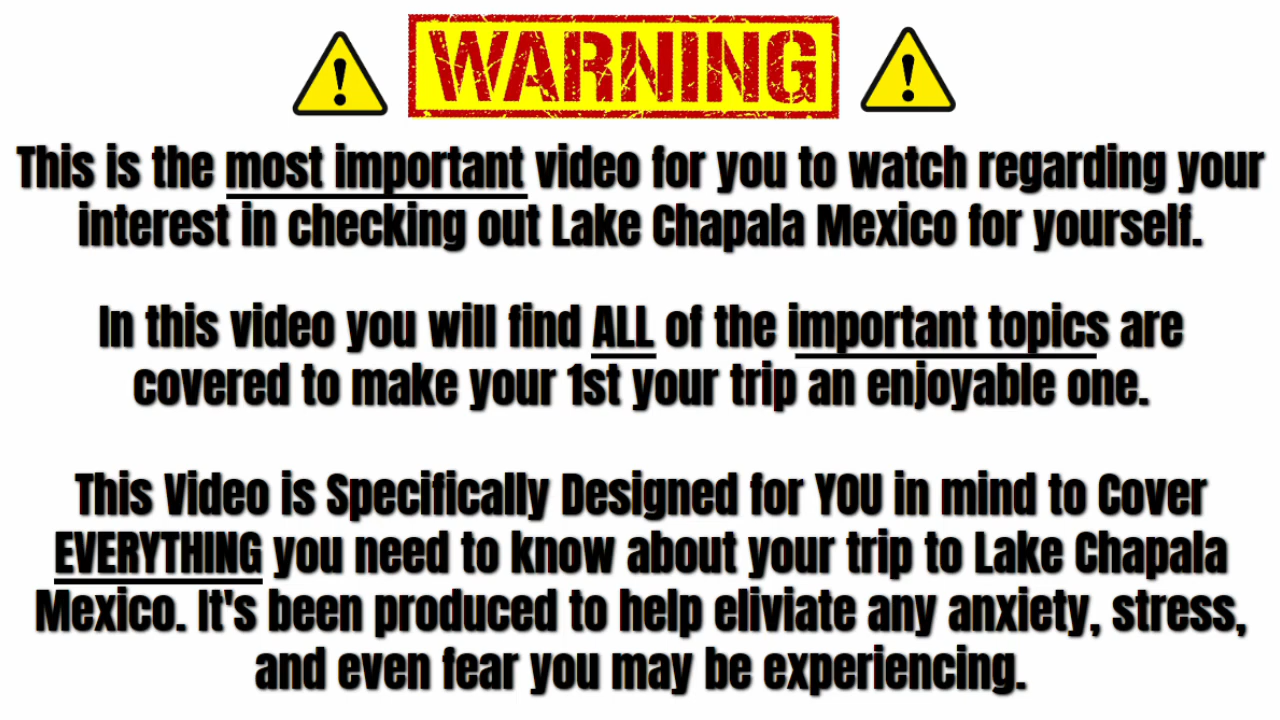 WARNING
This is the most important video for you to watch regarding your
interest in checking out Lake Chapala Mexico for yourself.
In this video you will find ALL of the important topics are
covered to make your 1st your trip an enjoyable one.
This Video is Specifically Designed for YOU in mind to Cover
EVERYTHING you need to know about your trip to Lake Chapala
Mexico. It's been produced to help eliviate any anxiety, stress,
and even fear you may be experiencing.